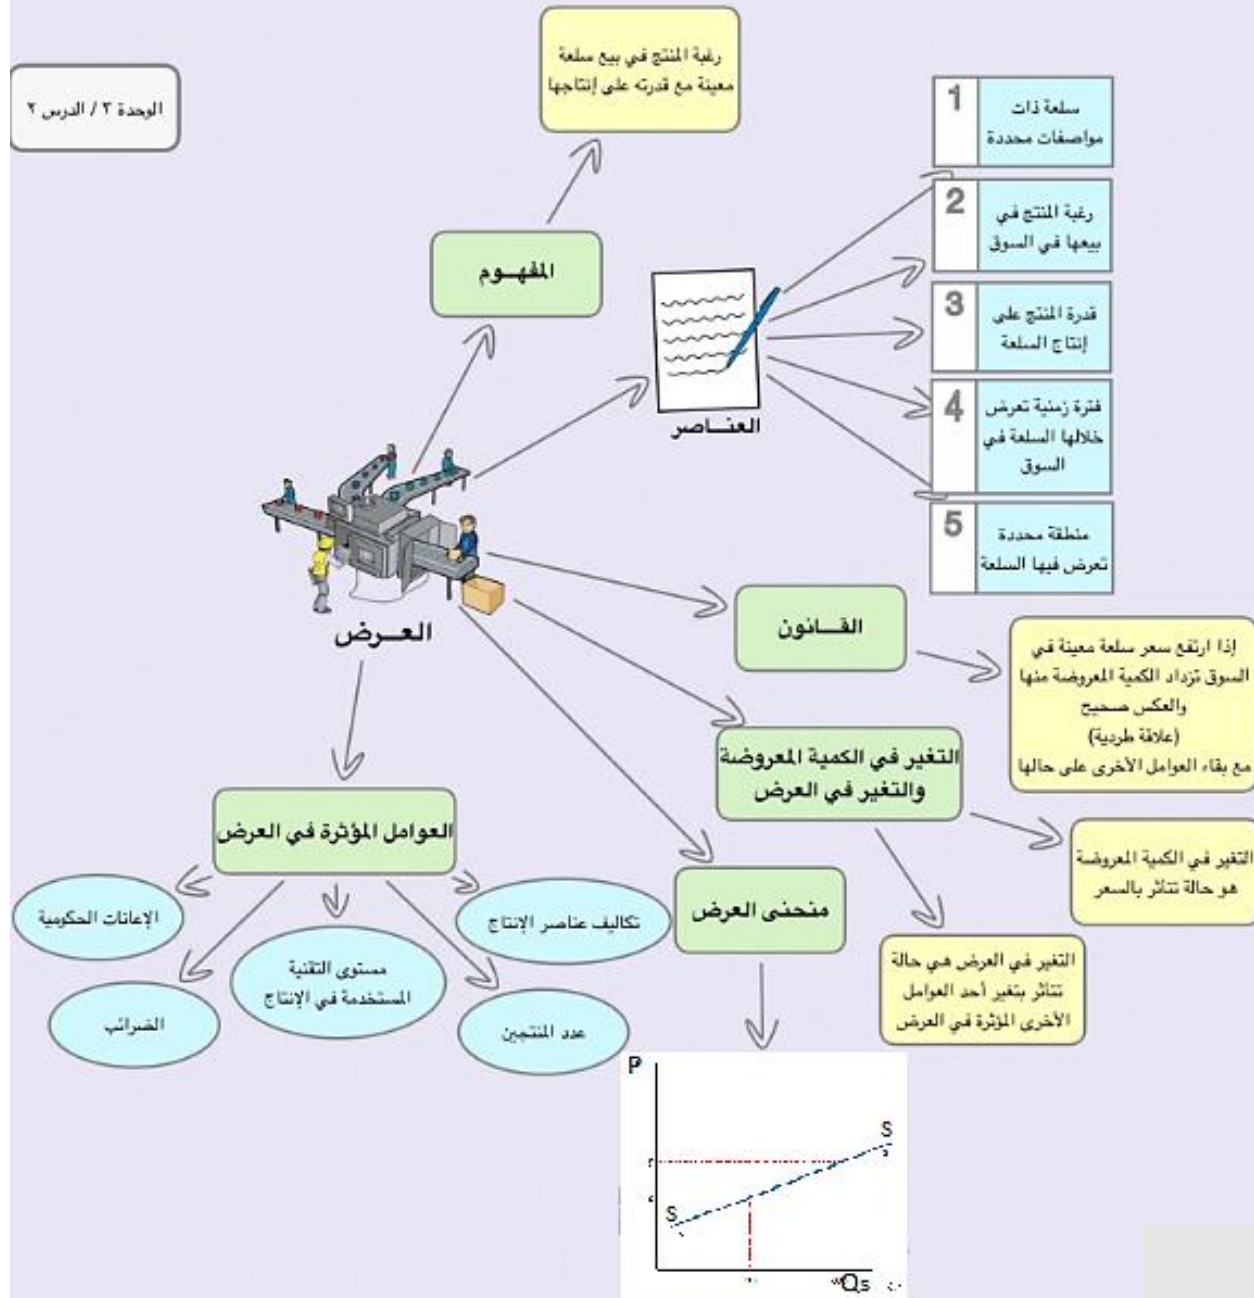 الوحدة ٣ / الدرس ٢
رغبة المنتج في بيع سلعة
معينة مع قدرته على إنتاجها
المفهــوم
العنــاصر
1
سلعة ذات
مواصفات محددة
2
رغبة المنتج في
بيعها في السوق
3
قدرة المنتج على
إنتاج السلعة
4
فترة زمنية تعرض
خلالها السلعة في
السوق
5
منطقة محددة
تعرض فيها السلعة
العــرض
القــــانون
إذا ارتفع سعر سلعة معينة في
السوق تزداد الكمية المعروضة منها
والعكس صحيح
(علاقة طردية)
مع بقاء العوامل الأخرى على حالها
التغير في الكمية المعروضة
والتغير في العرض
التغير في الكمية المعروضة
هو حالة تتأثر بالسعر
التغير في العرض هي حالة
تتأثر بتغير أحد العوامل
الأخرى المؤثرة في العرض
العوامل المؤثرة في العرض
تكاليف عناصر الإنتاج
عدد المنتجين
مستوى التقنية
المستخدمة في الإنتاج
الضرائب
الإعانات الحكومية
منحنى العرض
P
S
S
Qs